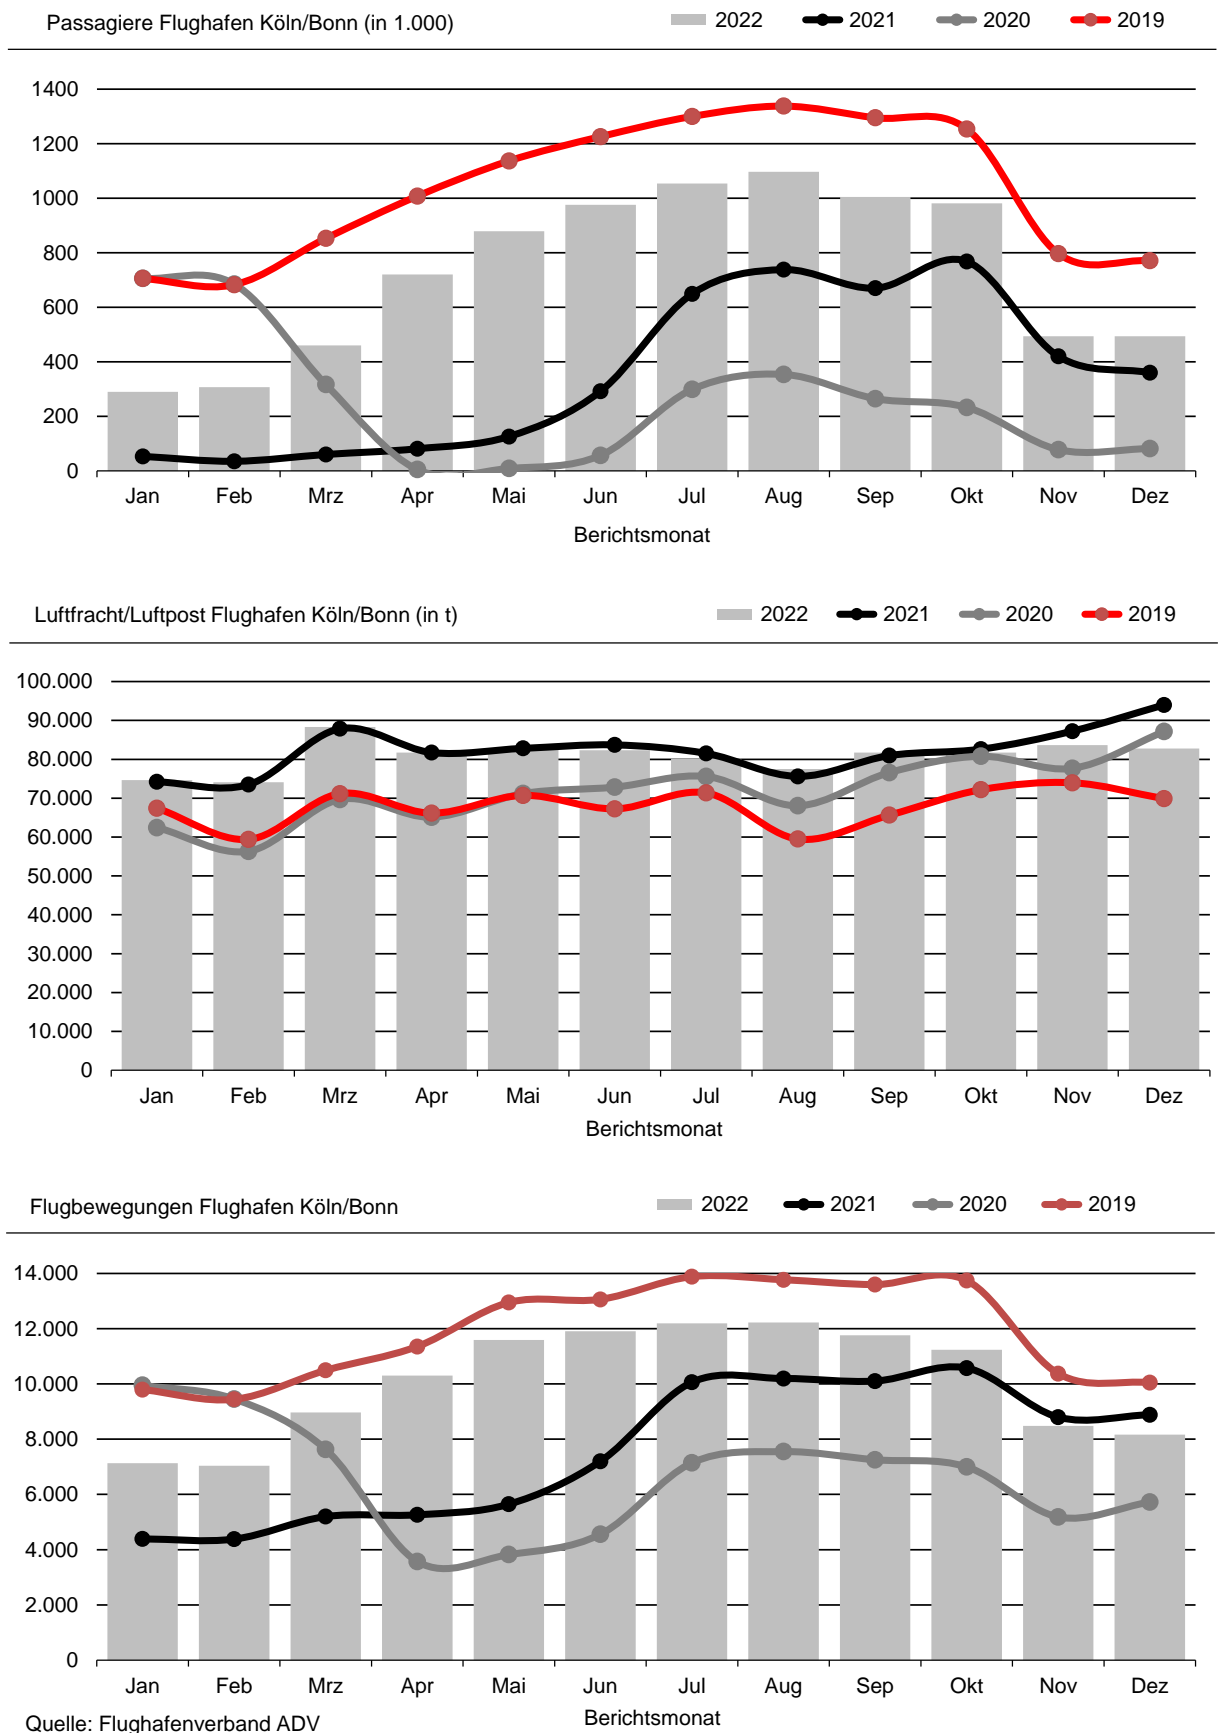 Passagiere Flughafen Köln/Bonn (in 1.000) 2022 2021 2020 2019
1400
1200
1000
800
600
400
200
0
Jan Feb Mrz Apr Mai Jun Jul Aug Sep Okt Nov Dez
Berichtsmonat
Luftfracht/Luftpost Flughafen Köln/Bonn (in t) 2022 2021 2020 2019
100.000
90.000
80.000
70.000
60.000
50.000
40.000
30.000
20.000
10.000
0
Jan Feb Mrz Apr Mai Jun Jul Aug Sep Okt Nov Dez
Berichtsmonat
Flugbewegungen Flughafen Köln/Bonn 2022 2021 2020 2019
14.000
12.000
10.000
8.000
6.000
4.000
2.000
0
Jan Feb Mrz Apr Mai Jun Jul Aug Sep Okt Nov Dez
Berichtsmonat
Quelle: Flughafenverband ADV